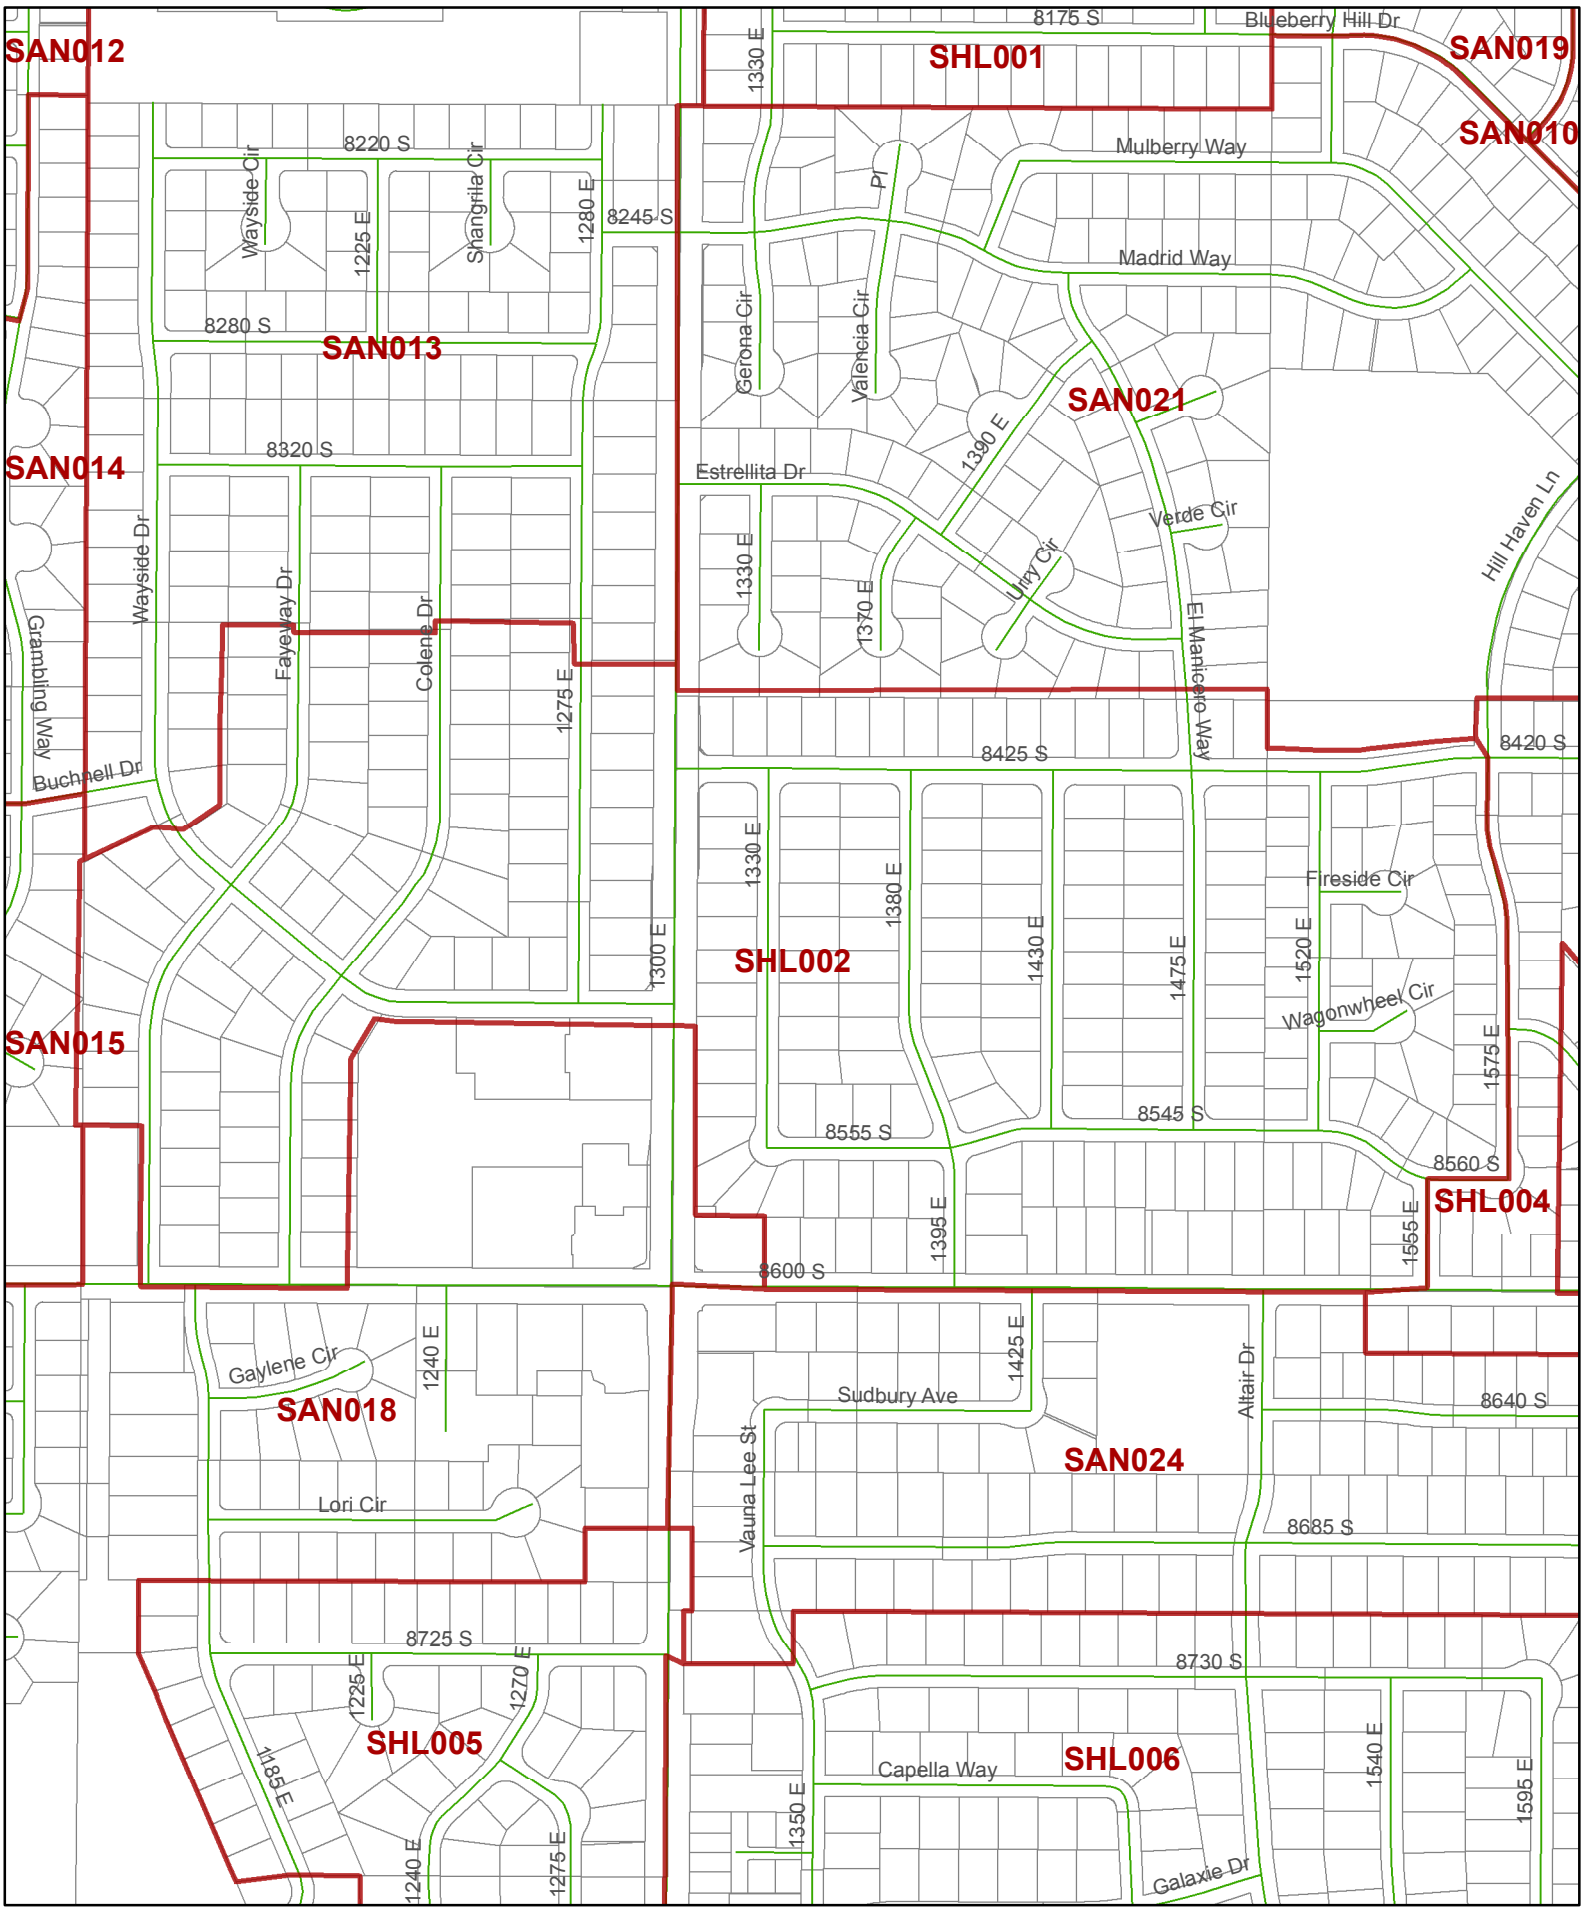 8175 S
Blueberry Hill Dr
SAN012
SHL001
SAN019
1330 E
SAN010
8220 S
Mulberry Way
Wayside Cir
Shangrila Cir
Pl
1225 E
1280 E
8245 S
Madrid Way
8280 S
SAN013
Gerona Cir
Valencia Cir
SAN021
1390 E
8320 S
SAN014
Estrellita Dr
Verde Cir
Hill Haven Ln
Wayside Dr
1330 E
Urry Cir
1370 E
Fayeway Dr
Colene Dr
El Manicero Way
Grambling Way
1275 E
8425 S
8420 S
Buchnell Dr
1330 E
1380 E
Fireside Cir
1300 E
SHL002
1430 E
1475 E
1520 E
Wagonwheel Cir
SAN015
1575 E
8555 S
8545 S
8560 S
SHL004
1395 E
1555 E
8600 S
Gaylene Cir
1240 E
1425 E
Altair Dr
SAN018
Sudbury Ave
8640 S
SAN024
Vauna Lee St
Lori Cir
8685 S
8725 S
1225 E
1270 E
8730 S
SHL005
SHL006
1185 E
Capella Way
1540 E
1350 E
1595 E
1240 E
1275 E
Galaxie Dr